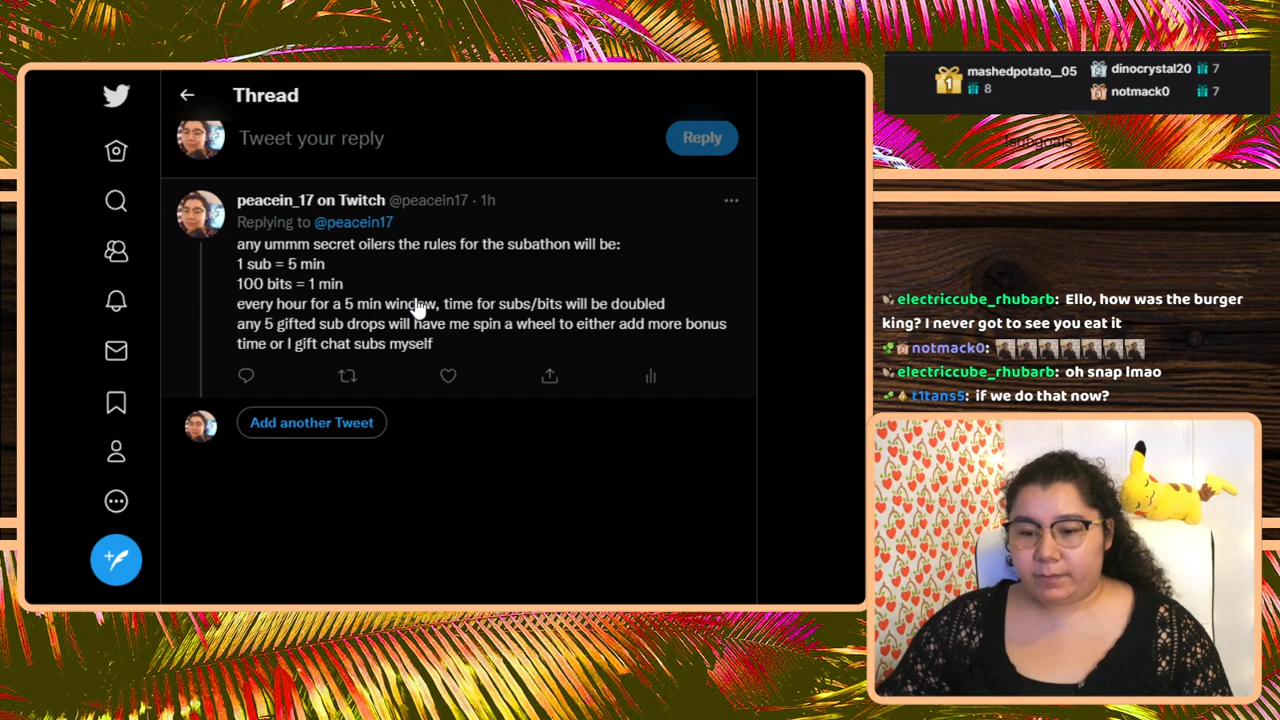 Thread
Tweet your reply
Reply
peacein_17 on Twitch @peacein17 · 1h
Replying to @peacein17
any ummm secret oilers the rules for the subathon will be:
1 sub = 5 min
100 bits = 1 min
every hour for a 5 min window, time for subs/bits will be doubled
any 5 gifted sub drops will have me spin a wheel to either add more bonus
time or I gift chat subs myself
Add another Tweet
1
mashedpotato__05
8
2
dinocrystal20 7
3
notmack0 7
!subgoals
electriccube_rhubarb: Ello, how was the burger
king? I never got to see you eat it
notmack0:
electriccube_rhubarb: oh snap lmao
t1tans5: if we do that now?